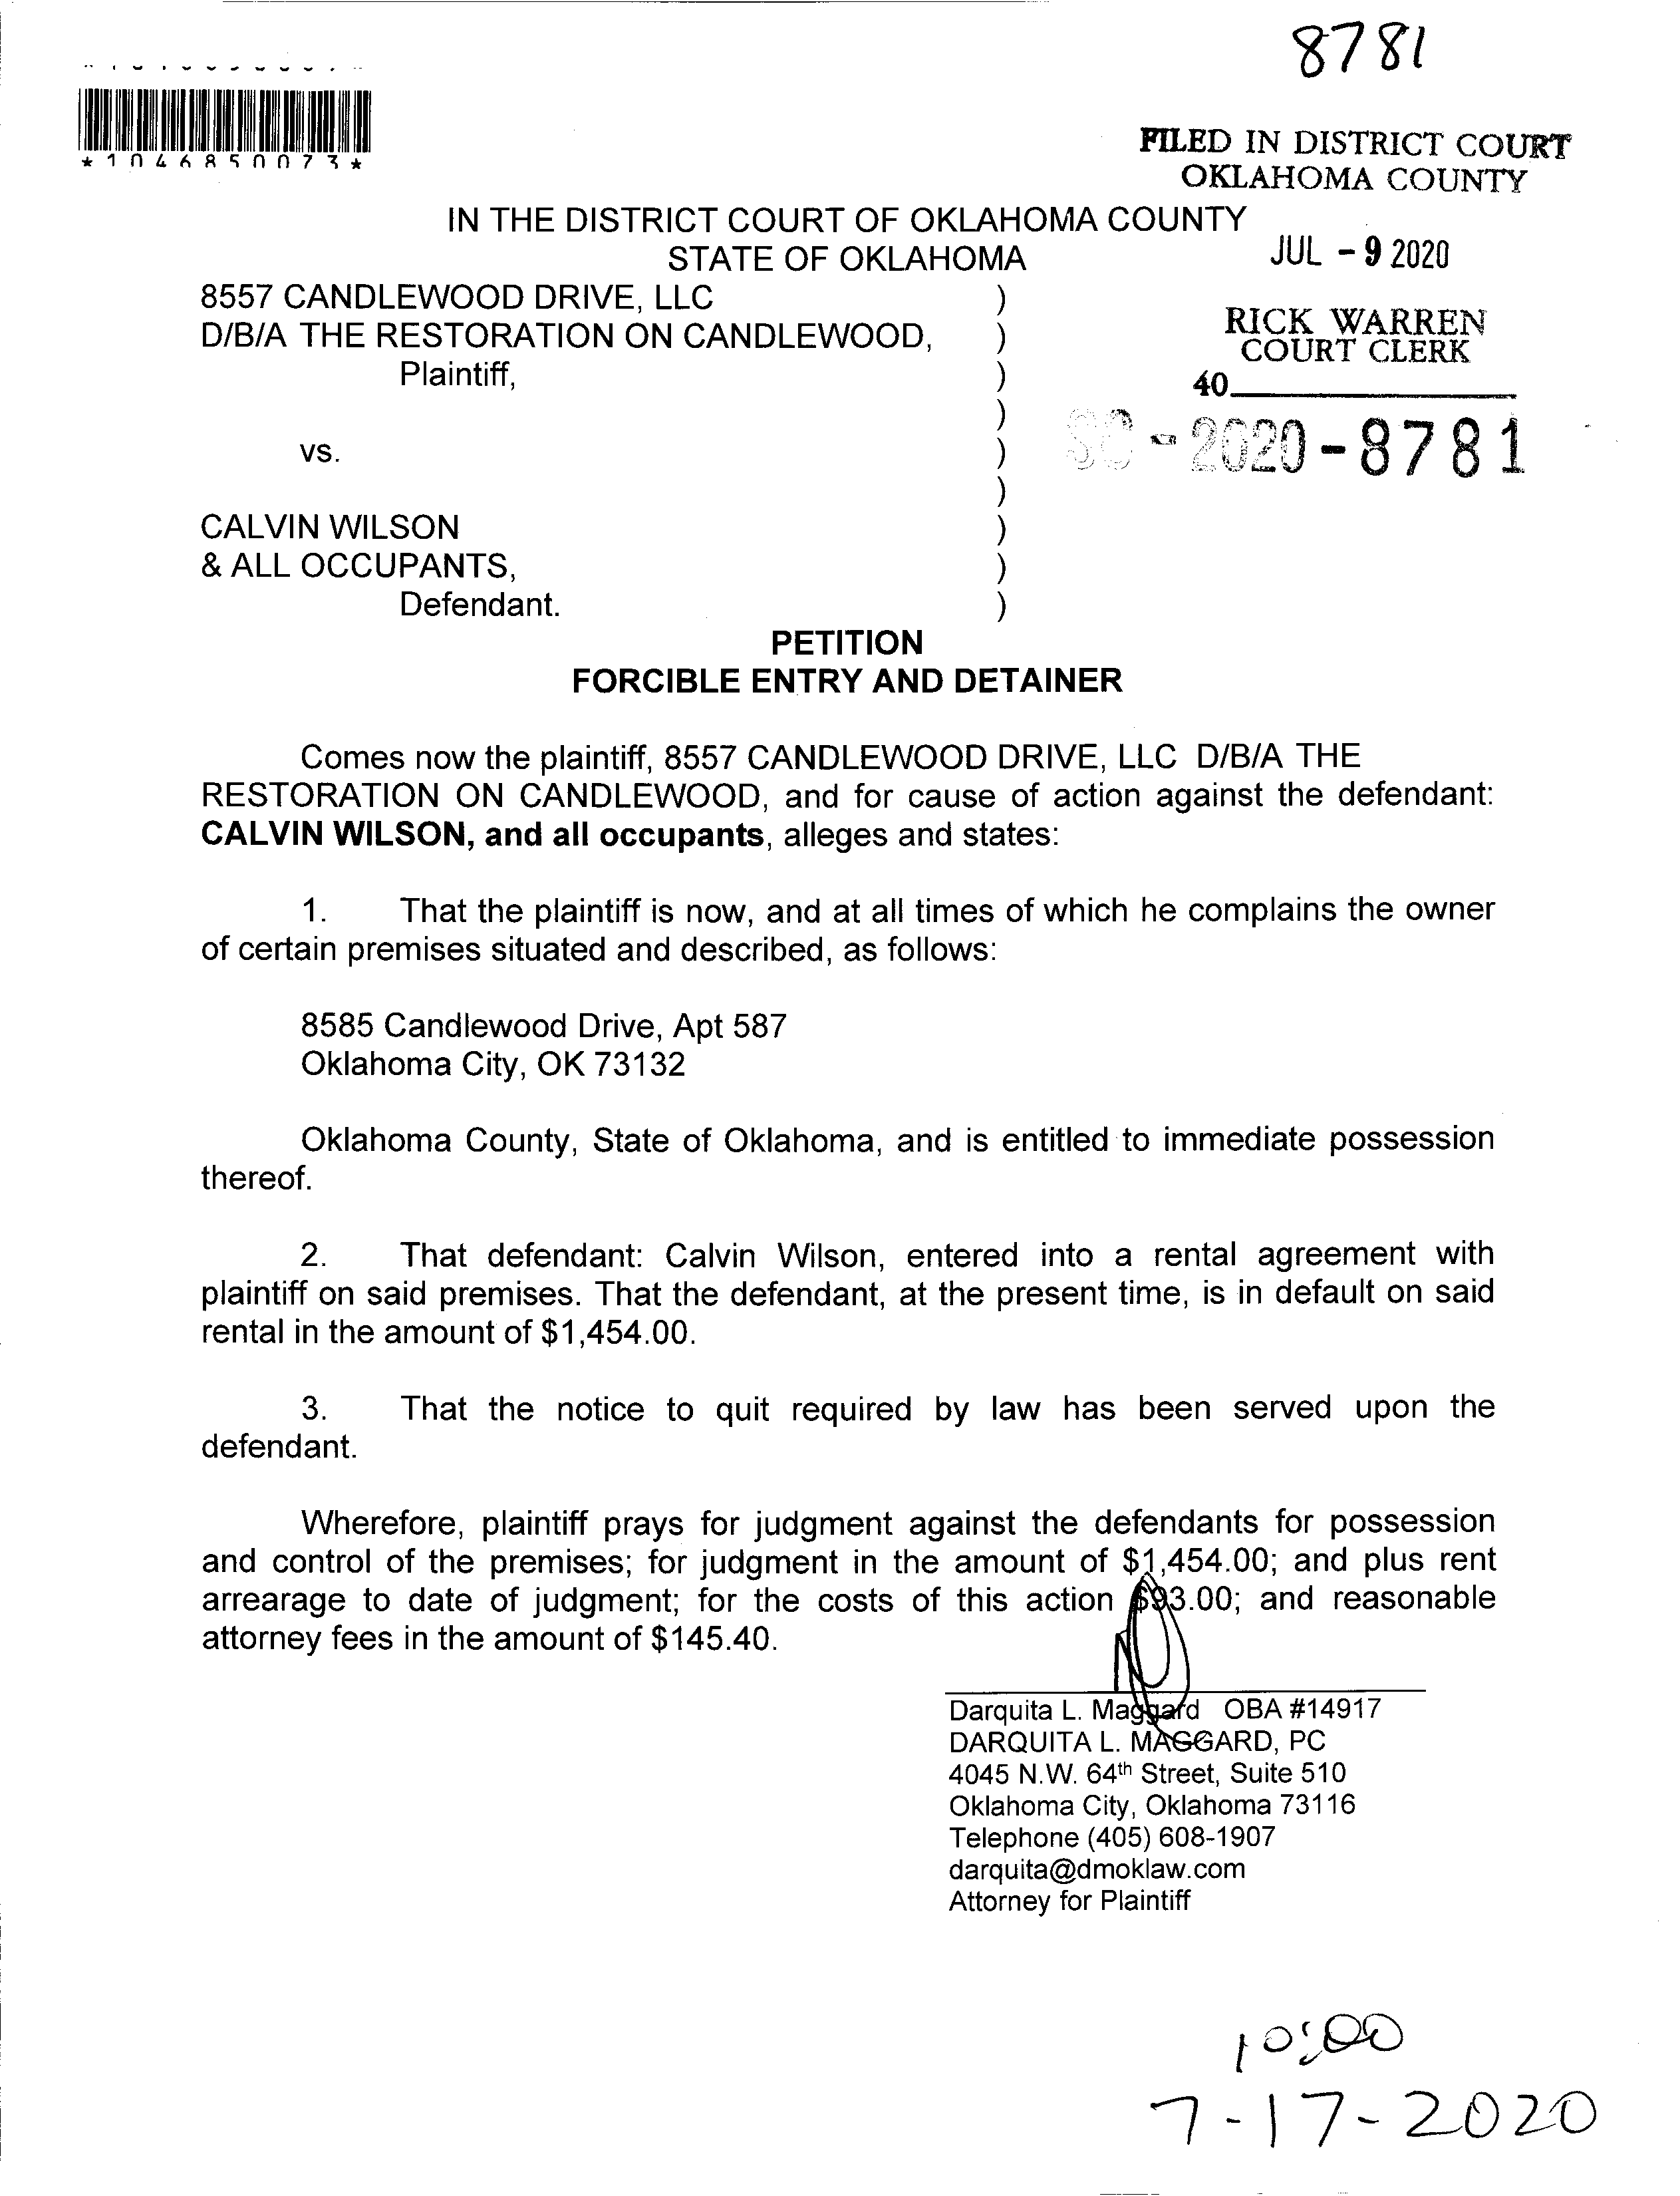 8781
*1046850073*
FILED IN DISTRICT COURT
OKLAHOMA COUNTY
IN THE DISTRICT COURT OF OKLAHOMA COUNTY
STATE OF OKLAHOMA
JUL - 9 2020
8557 CANDLEWOOD DRIVE, LLC )
D/B/A THE RESTORATION ON CANDLEWOOD, )
Plaintiff, )
)
vs. )
)
CALVIN WILSON )
& ALL OCCUPANTS, )
Defendant. )
RICK WARREN
COURT CLERK
40
SC-2020-8781
PETITION
FORCIBLE ENTRY AND DETAINER
Comes now the plaintiff, 8557 CANDLEWOOD DRIVE, LLC D/B/A THE
RESTORATION ON CANDLEWOOD, and for cause of action against the defendant:
CALVIN WILSON, and all occupants, alleges and states:
1. That the plaintiff is now, and at all times of which he complains the owner
of certain premises situated and described, as follows:
8585 Candlewood Drive, Apt 587
Oklahoma City, OK 73132
Oklahoma County, State of Oklahoma, and is entitled to immediate possession
thereof.
2. That defendant: Calvin Wilson, entered into a rental agreement with
plaintiff on said premises. That the defendant, at the present time, is in default on said
rental in the amount of $1,454.00.
3. That the notice to quit required by law has been served upon the
defendant.
Wherefore, plaintiff prays for judgment against the defendants for possession
and control of the premises; for judgment in the amount of $1,454.00; and plus rent
arrearage to date of judgment; for the costs of this action $93.00; and reasonable
attorney fees in the amount of $145.40.
Darquita L. Maggard OBA #14917
DARQUITA L. MAGGARD, PC
4045 N.W. 64th Street, Suite 510
Oklahoma City, Oklahoma 73116
Telephone (405) 608-1907
darquita@dmoklaw.com
Attorney for Plaintiff
10:00
7-17-2020